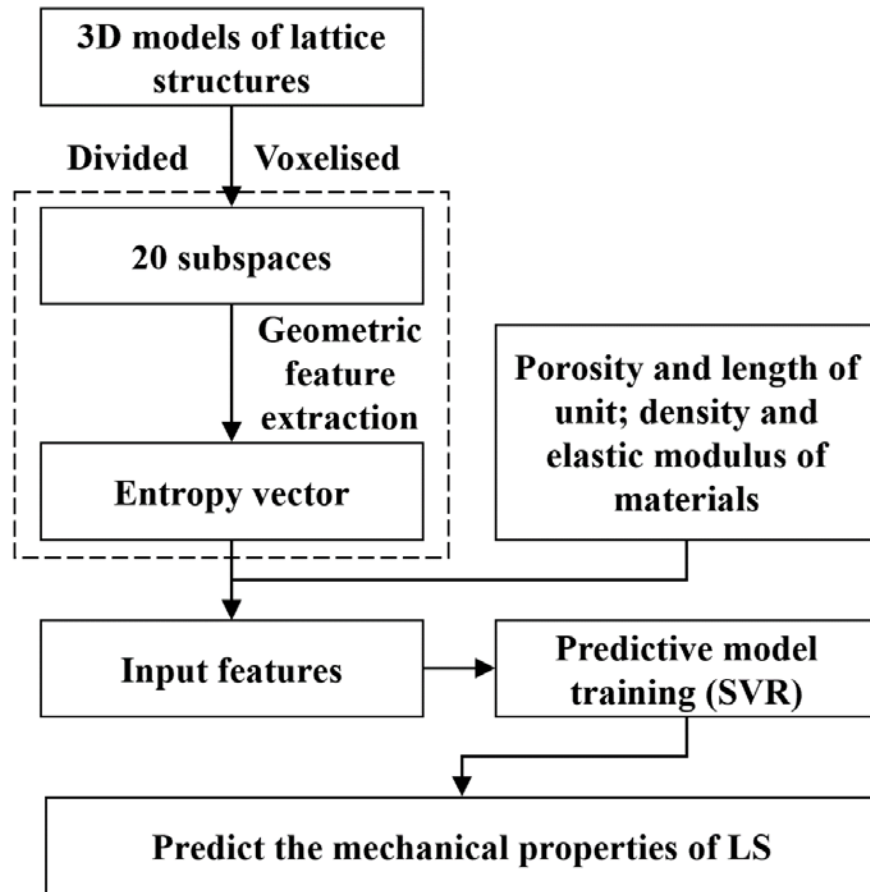 3D models of lattice
structures
Divided Voxelised
20 subspaces
Geometric
feature
extraction
Entropy vector
Porosity and length of
unit; density and
elastic modulus of
materials
Input features
Predictive model
training (SVR)
Predict the mechanical properties of LS